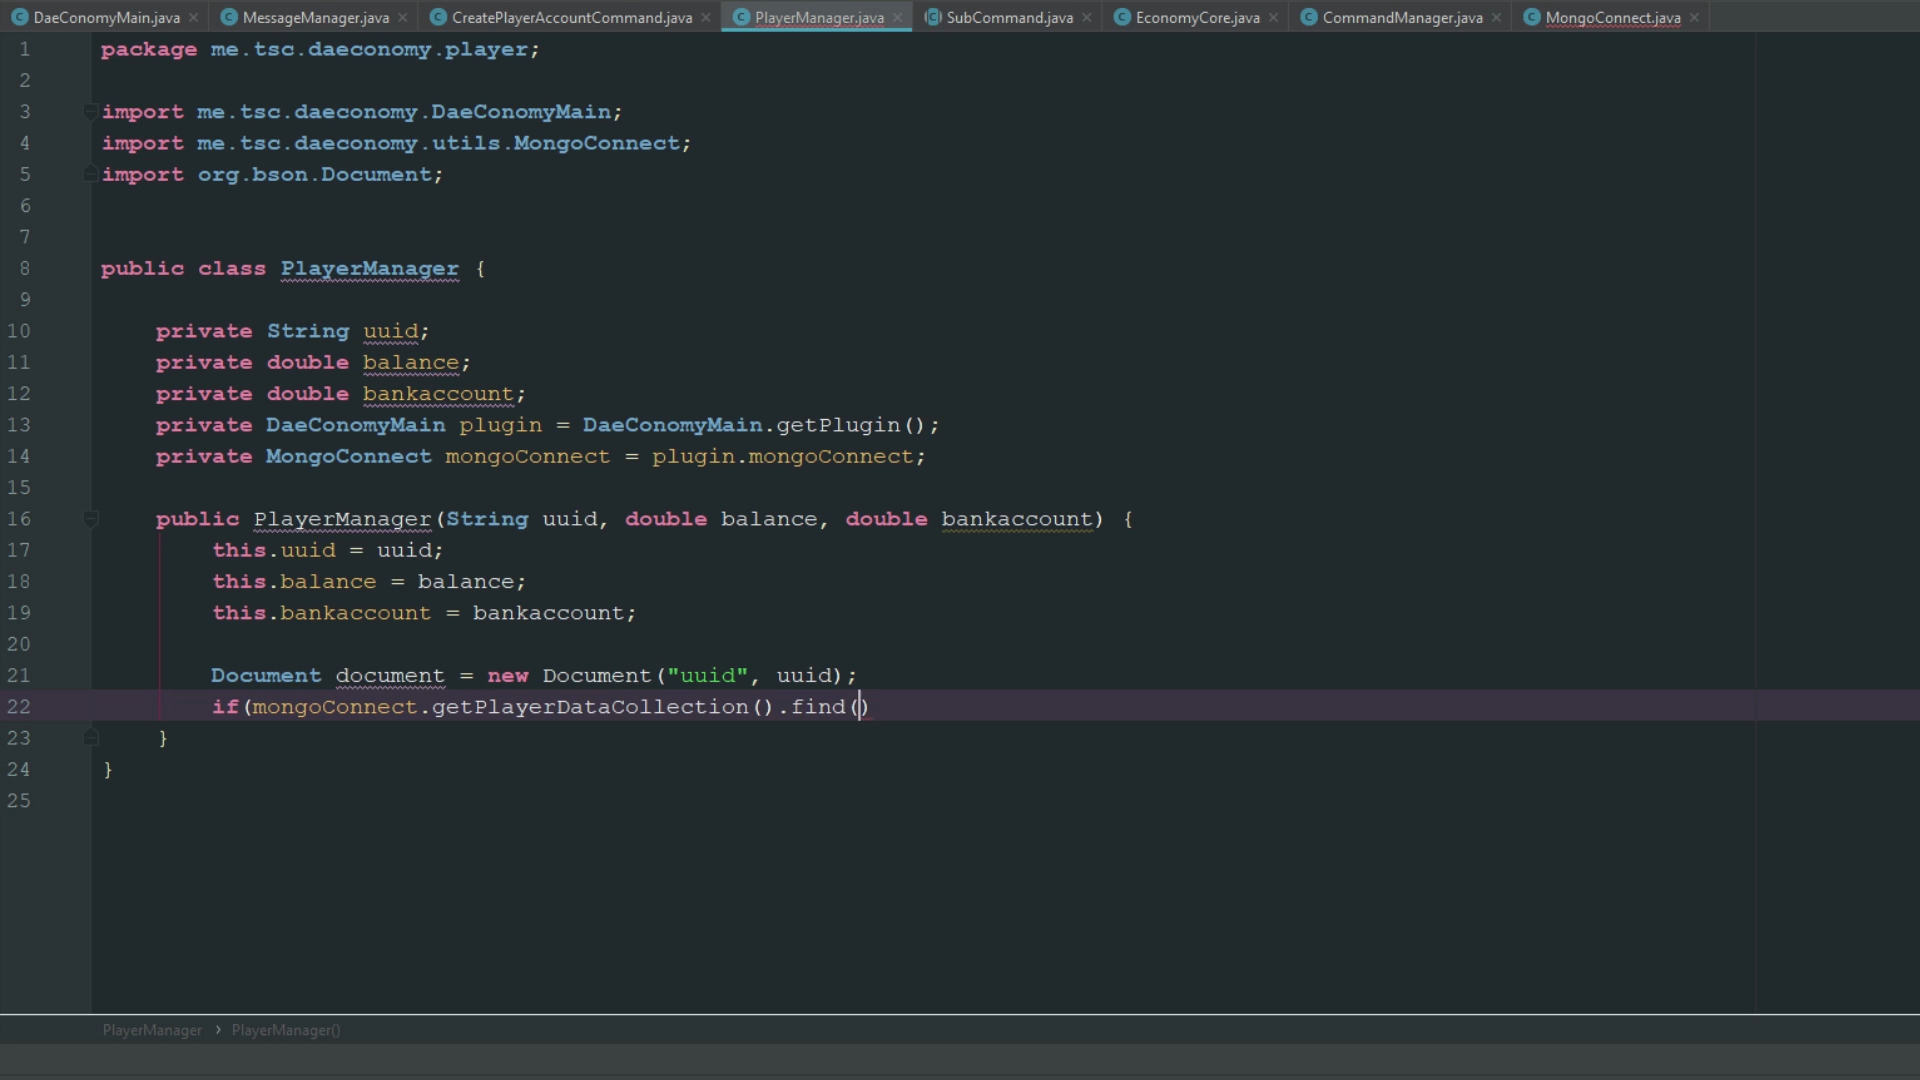 DaeConomyMain.java MessageManager.java CreatePlayerAccountCommand.java PlayerManager.java SubCommand.java EconomyCore.java CommandManager.java MongoConnect.java
1 package me.tsc.daeconomy.player;
2
3 import me.tsc.daeconomy.DaeConomyMain;
4 import me.tsc.daeconomy.utils.MongoConnect;
5 import org.bson.Document;
6
7
8 public class PlayerManager {
9
10 private String uuid;
11 private double balance;
12 private double bankaccount;
13 private DaeConomyMain plugin = DaeConomyMain.getPlugin();
14 private MongoConnect mongoConnect = plugin.mongoConnect;
15
16 public PlayerManager(String uuid, double balance, double bankaccount) {
17 this.uuid = uuid;
18 this.balance = balance;
19 this.bankaccount = bankaccount;
20
21 Document document = new Document("uuid", uuid);
22 if(mongoConnect.getPlayerDataCollection().find()
23 }
24 }
25
PlayerManager › PlayerManager()